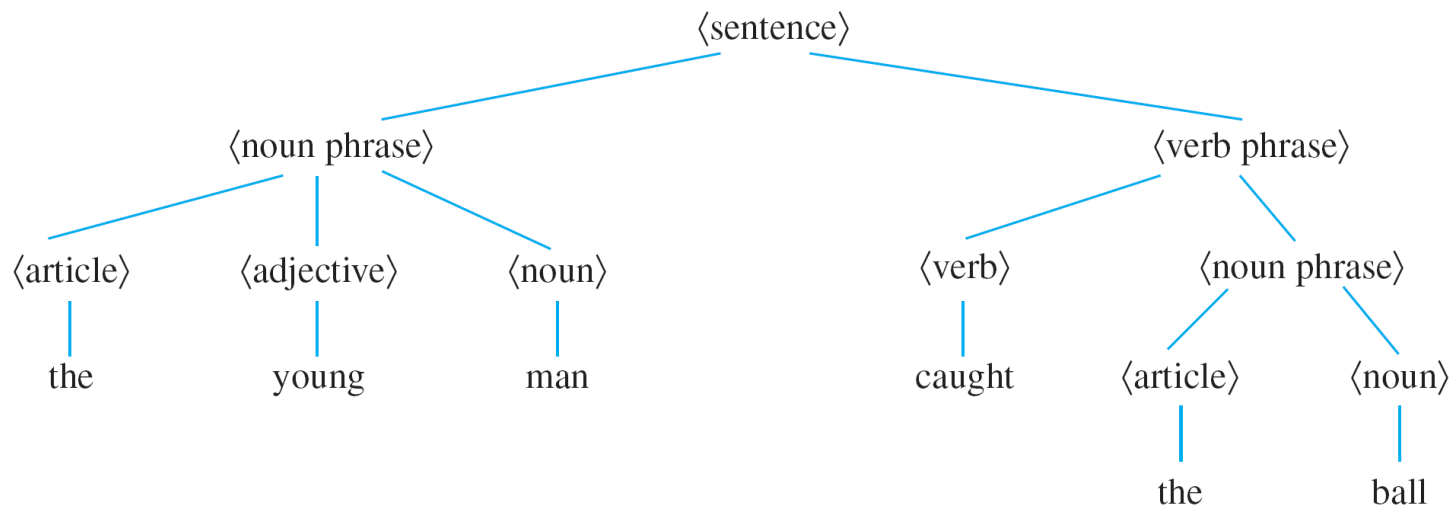 ⟨sentence⟩
⟨noun phrase⟩ ⟨verb phrase⟩
⟨article⟩ ⟨adjective⟩ ⟨noun⟩ ⟨verb⟩ ⟨noun phrase⟩
the young man caught ⟨article⟩ ⟨noun⟩
the ball